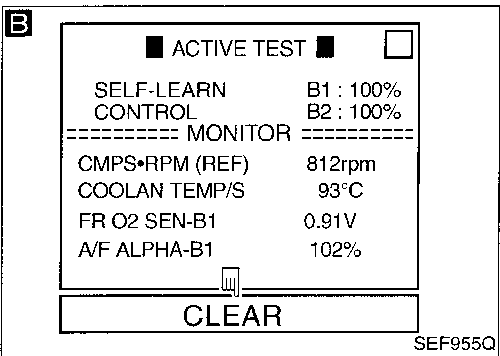 B
ACTIVE TEST
SELF-LEARN B1 : 100%
CONTROL B2 : 100%
========== MONITOR ==========
CMPS•RPM (REF) 812rpm
COOLAN TEMP/S 93°C
FR O2 SEN-B1 0.91V
A/F ALPHA-B1 102%
CLEAR
SEF955Q